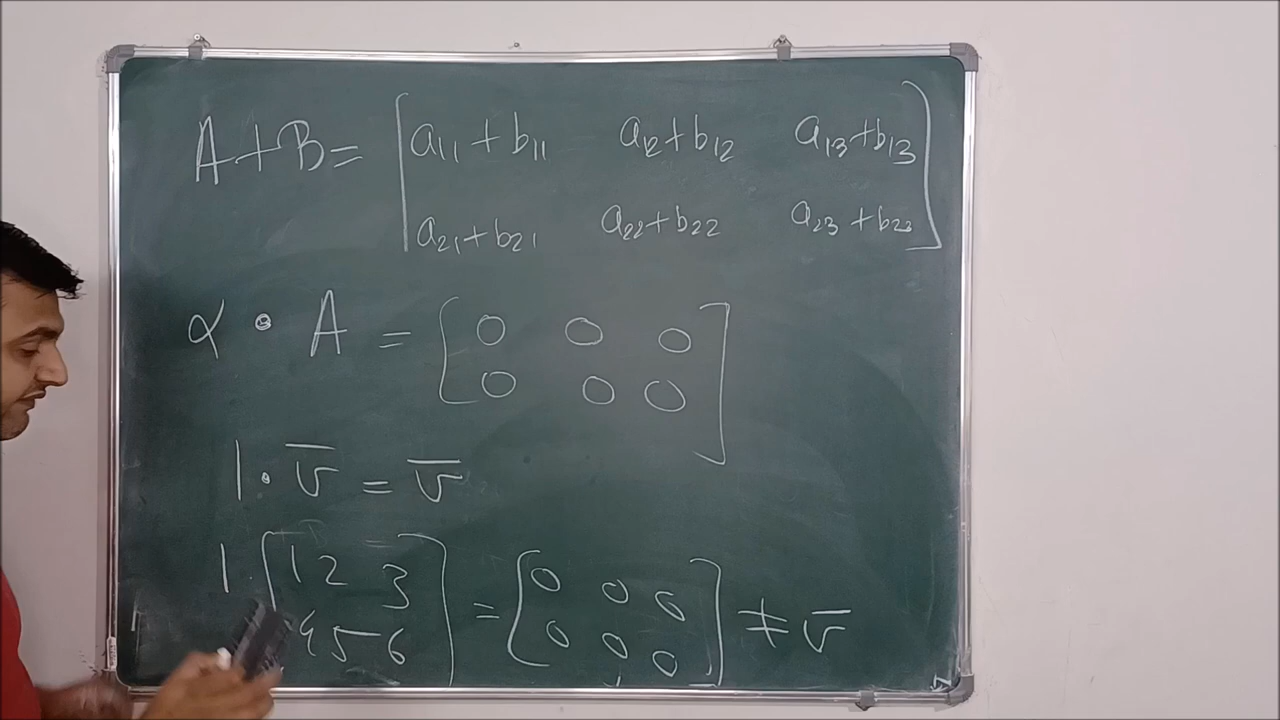 A+B = [a11+b11 a12+b12 a13+b13
a21+b21 a22+b22 a23+b23]
α • A = [0 0 0
0 0 0]
1 • v̅ = v̅
1 • [1 2 3 = [0 0 0
4 5 6] 0 0 0] ≠ v̅